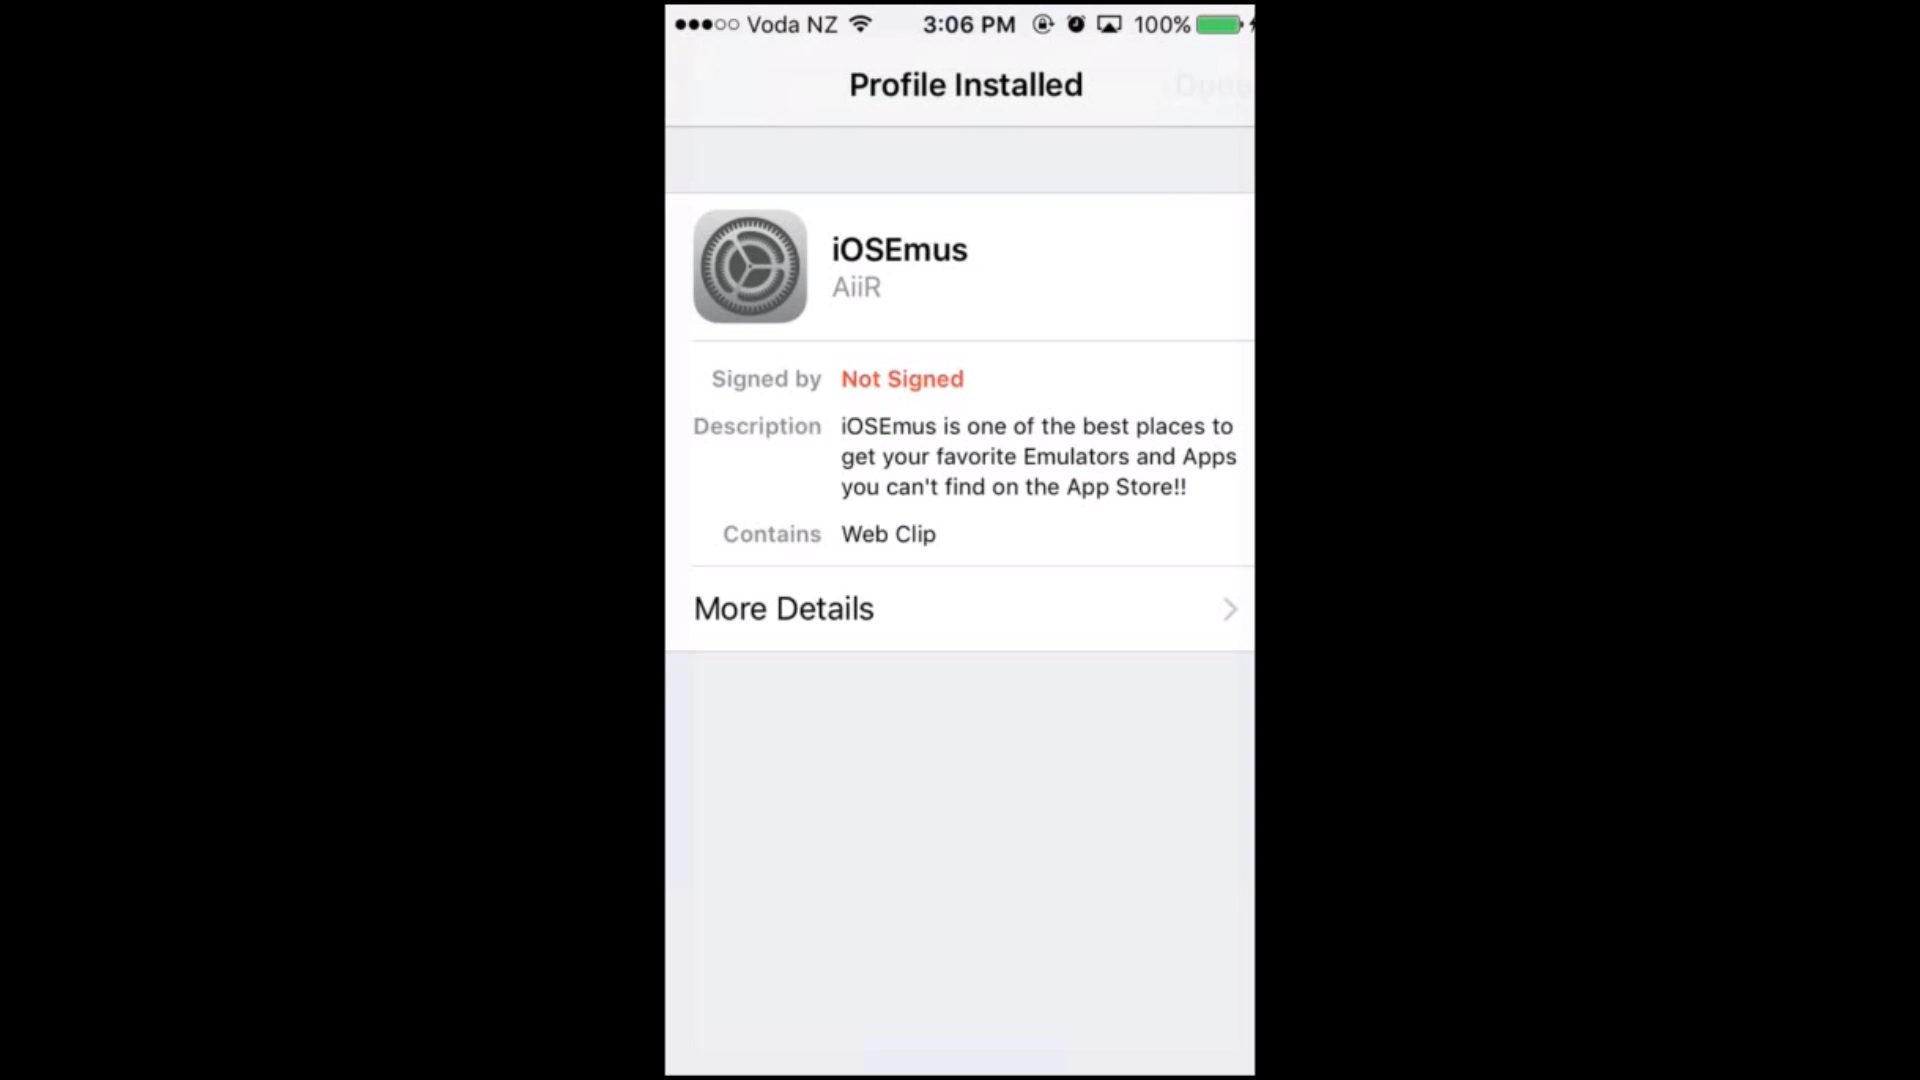 Voda NZ 3:06 PM 100%
Profile Installed Done
iOSEmus
AiiR
Signed by Not Signed
Description iOSEmus is one of the best places to
get your favorite Emulators and Apps
you can't find on the App Store!!
Contains Web Clip
More Details